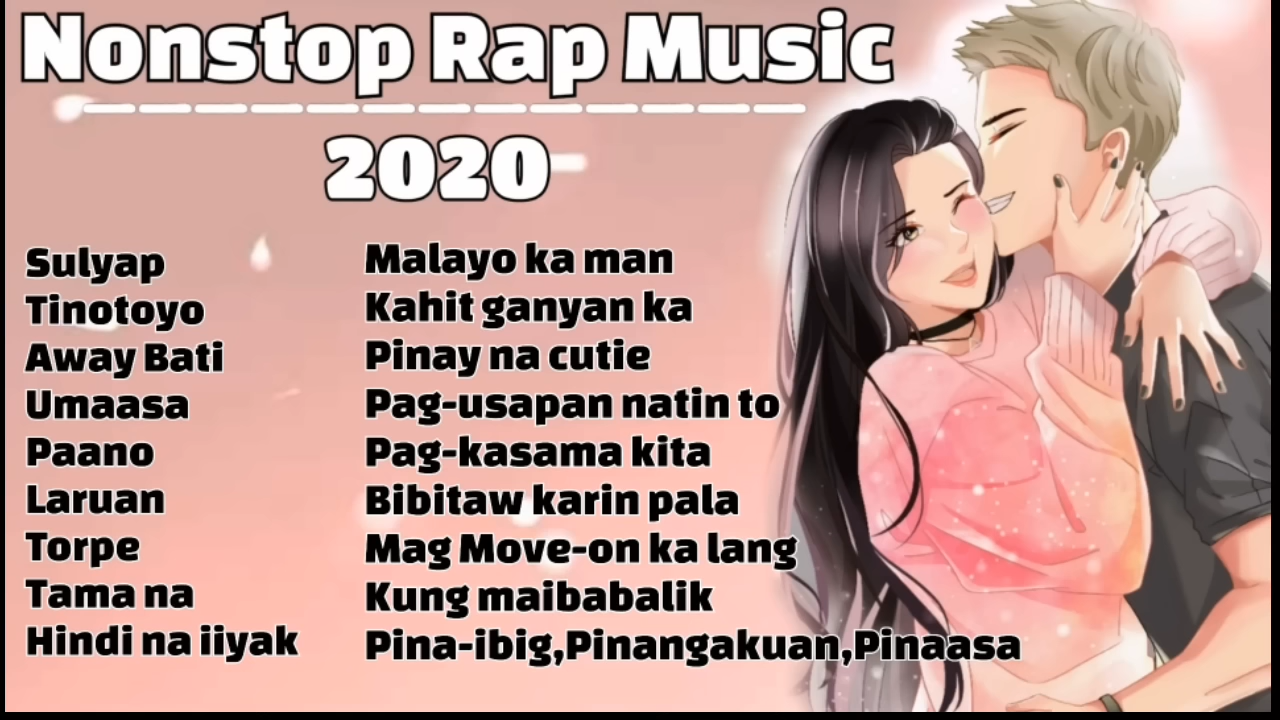 Nonstop Rap Music
2020
Sulyap
Tinotoyo
Away Bati
Umaasa
Paano
Laruan
Torpe
Tama na
Hindi na iiyak
Malayo ka man
Kahit ganyan ka
Pinay na cutie
Pag-usapan natin to
Pag-kasama kita
Bibitaw karin pala
Mag Move-on ka lang
Kung maibabalik
Pina-ibig,Pinangakuan,Pinaasa